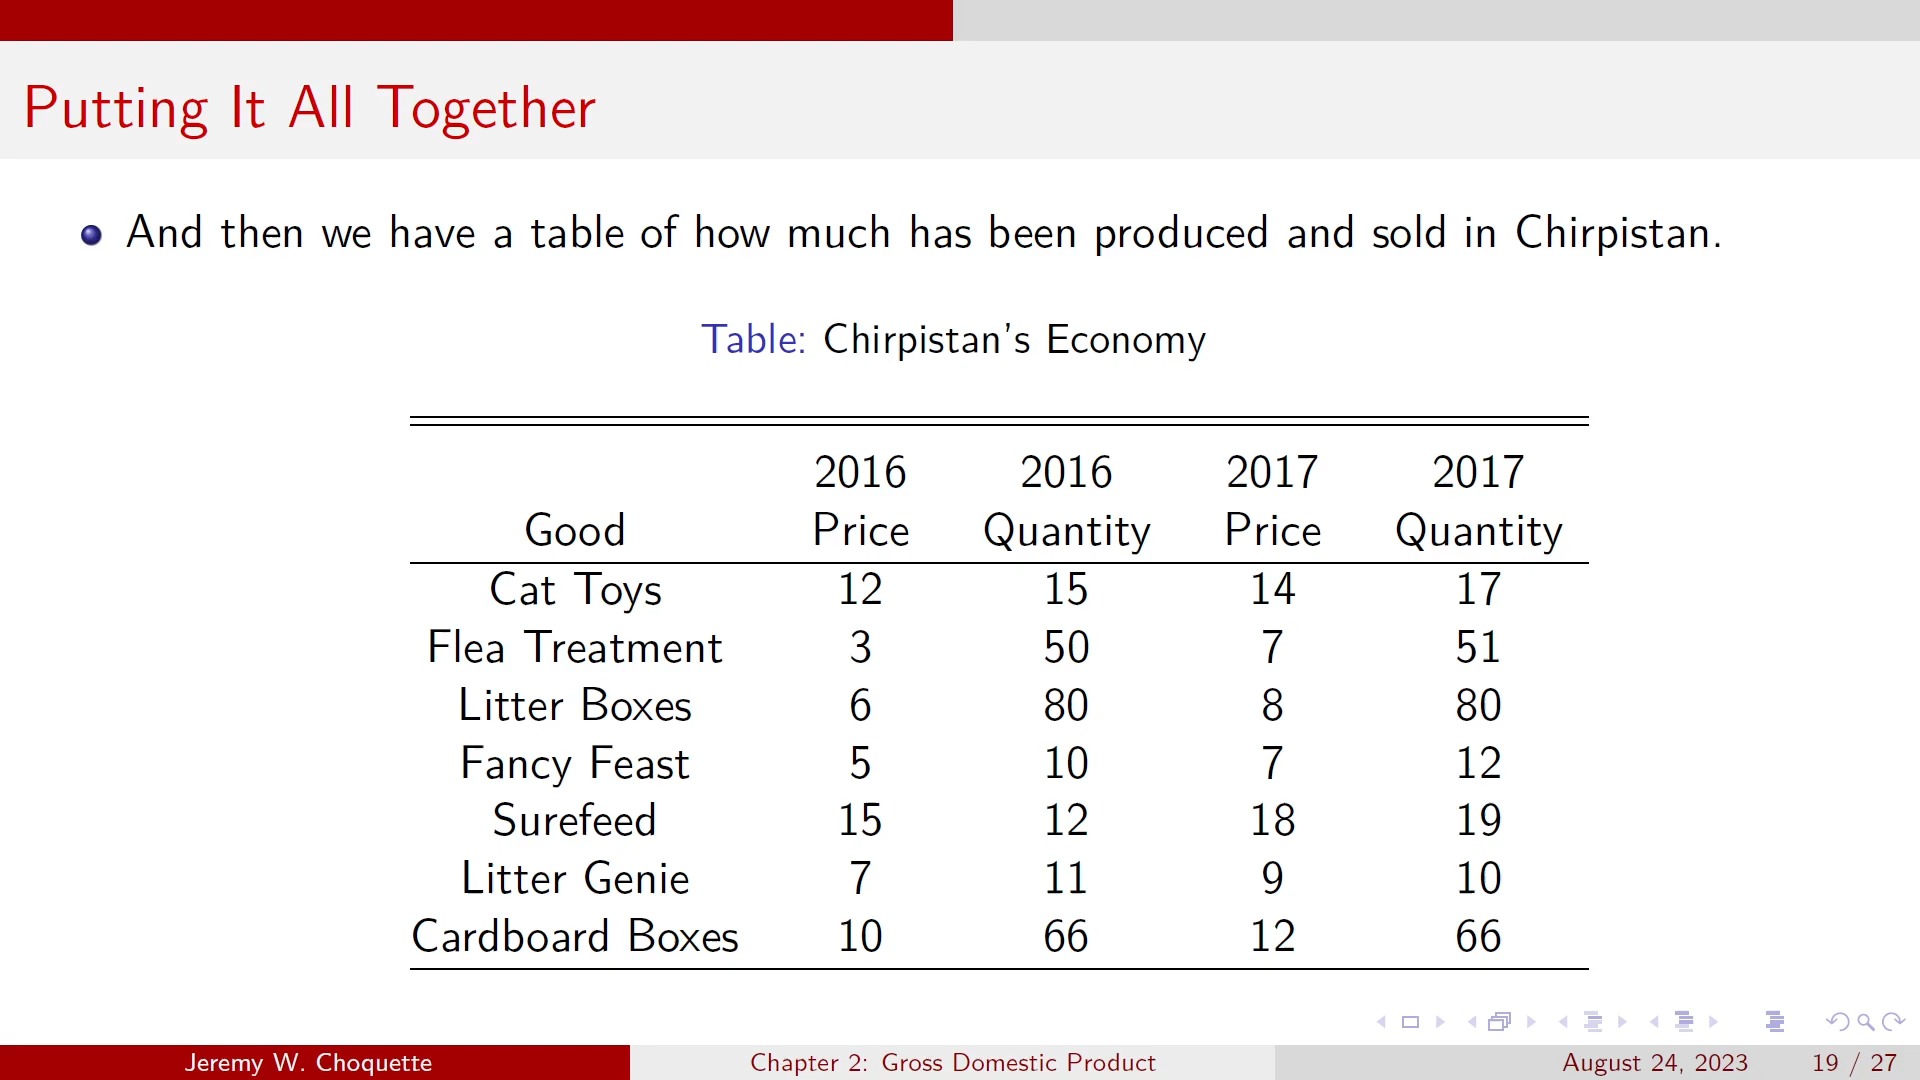 Putting It All Together
And then we have a table of how much has been produced and sold in Chirpistan.
Table: Chirpistan's Economy
2016 2016 2017 2017
Good Price Quantity Price Quantity
Cat Toys 12 15 14 17
Flea Treatment 3 50 7 51
Litter Boxes 6 80 8 80
Fancy Feast 5 10 7 12
Surefeed 15 12 18 19
Litter Genie 7 11 9 10
Cardboard Boxes 10 66 12 66
Jeremy W. Choquette Chapter 2: Gross Domestic Product August 24, 2023 19 / 27